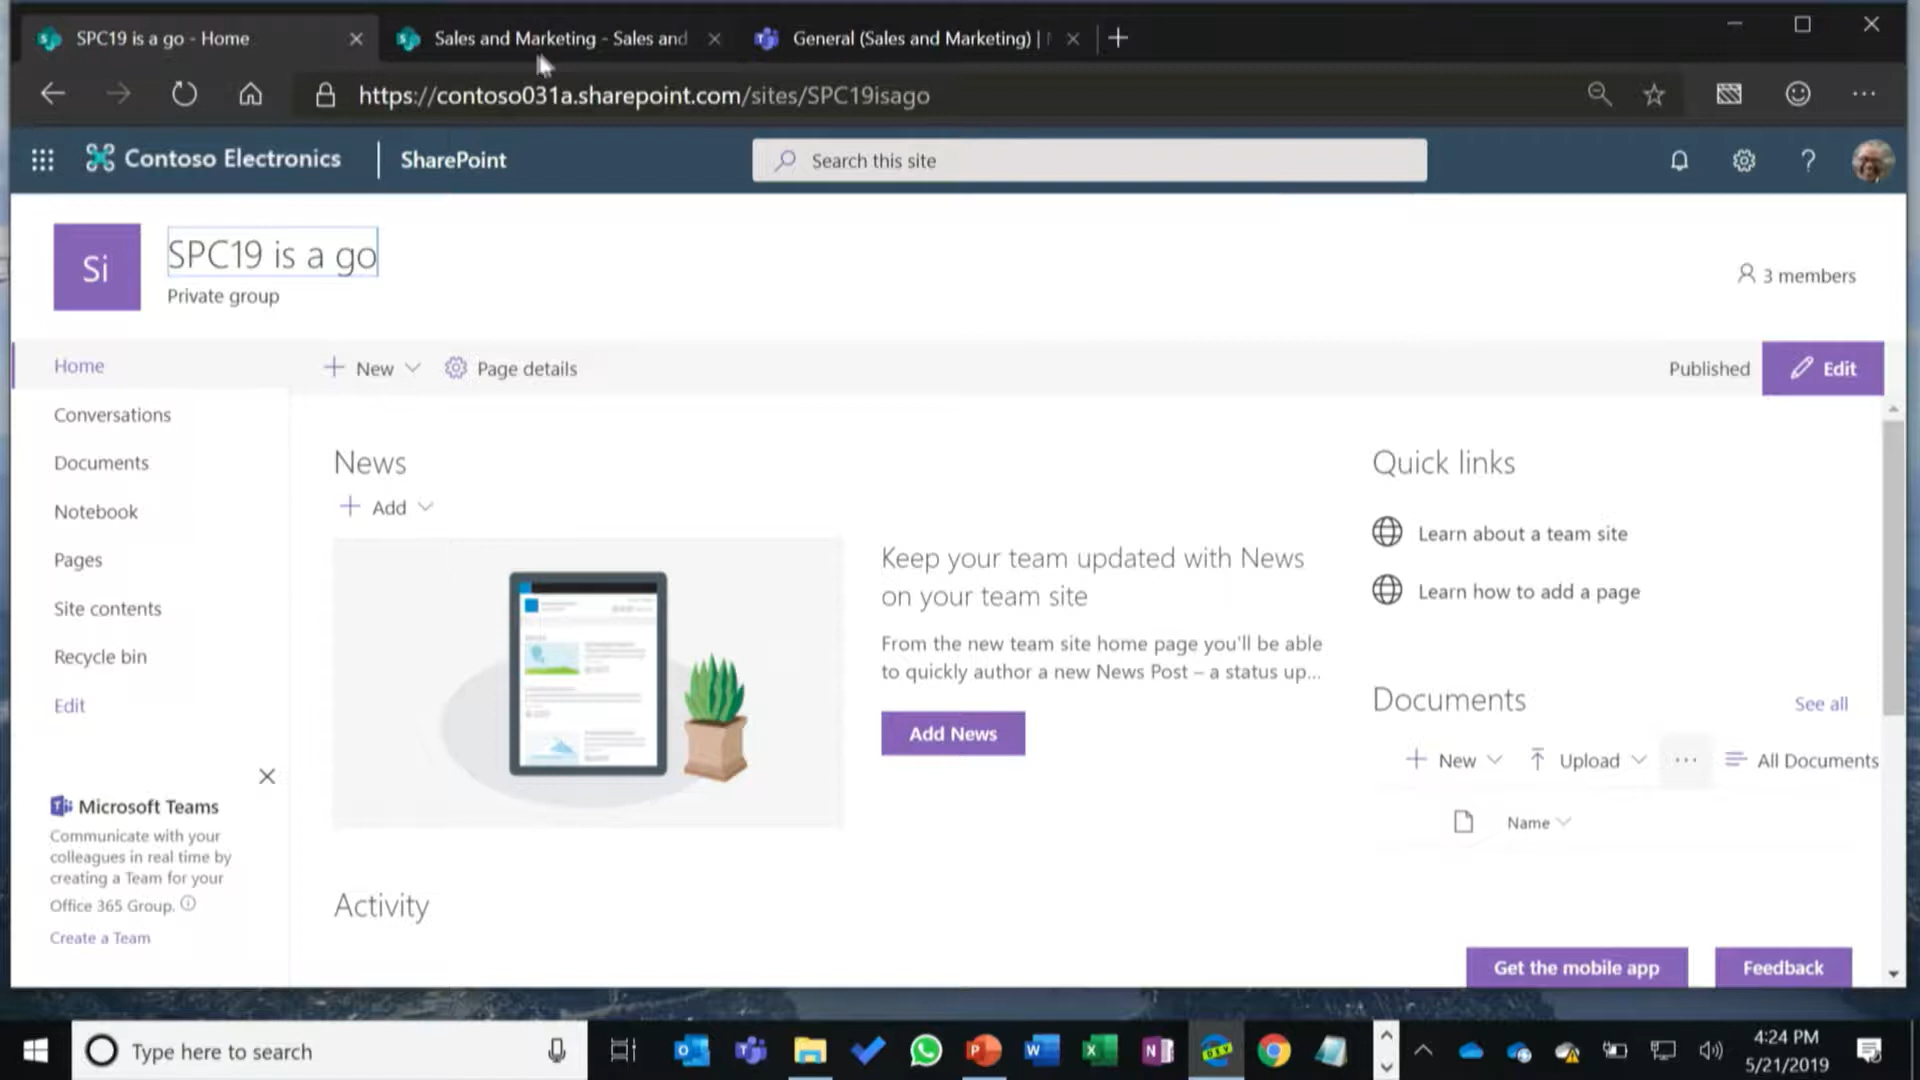 SPC19 is a go - Home
Sales and Marketing - Sales and
General (Sales and Marketing) |
https://contoso031a.sharepoint.com/sites/SPC19isago
Contoso Electronics
SharePoint
Search this site
Si
SPC19 is a go
Private group
3 members
Home
New
Page details
Published
Edit
Conversations
Documents
Notebook
Pages
Site contents
Recycle bin
Edit
Microsoft Teams
Communicate with your
colleagues in real time by
creating a Team for your
Office 365 Group.
Create a Team
News
Add
Keep your team updated with News
on your team site
From the new team site home page you'll be able
to quickly author a new News Post – a status up...
Add News
Activity
Quick links
Learn about a team site
Learn how to add a page
Documents
See all
New
Upload
All Documents
Name
Get the mobile app
Feedback
Type here to search
DEV
4:24 PM
5/21/2019